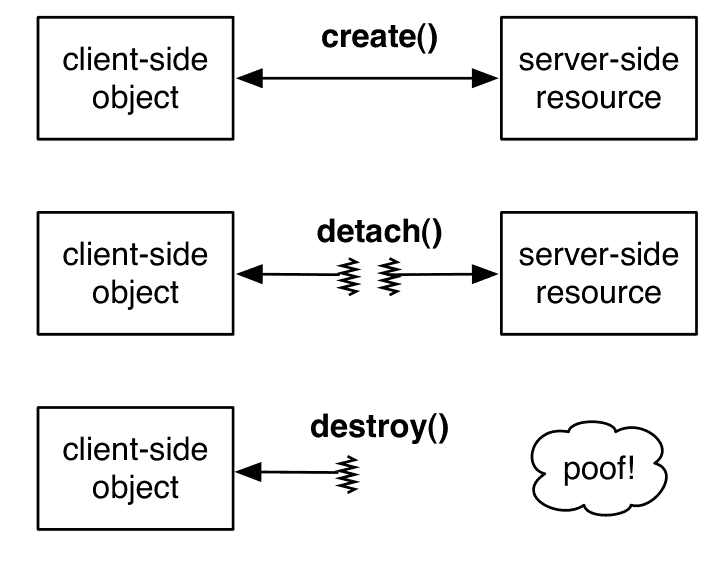 create()
client-side
object
server-side
resource
detach()
client-side
object
server-side
resource
destroy()
client-side
object
poof!